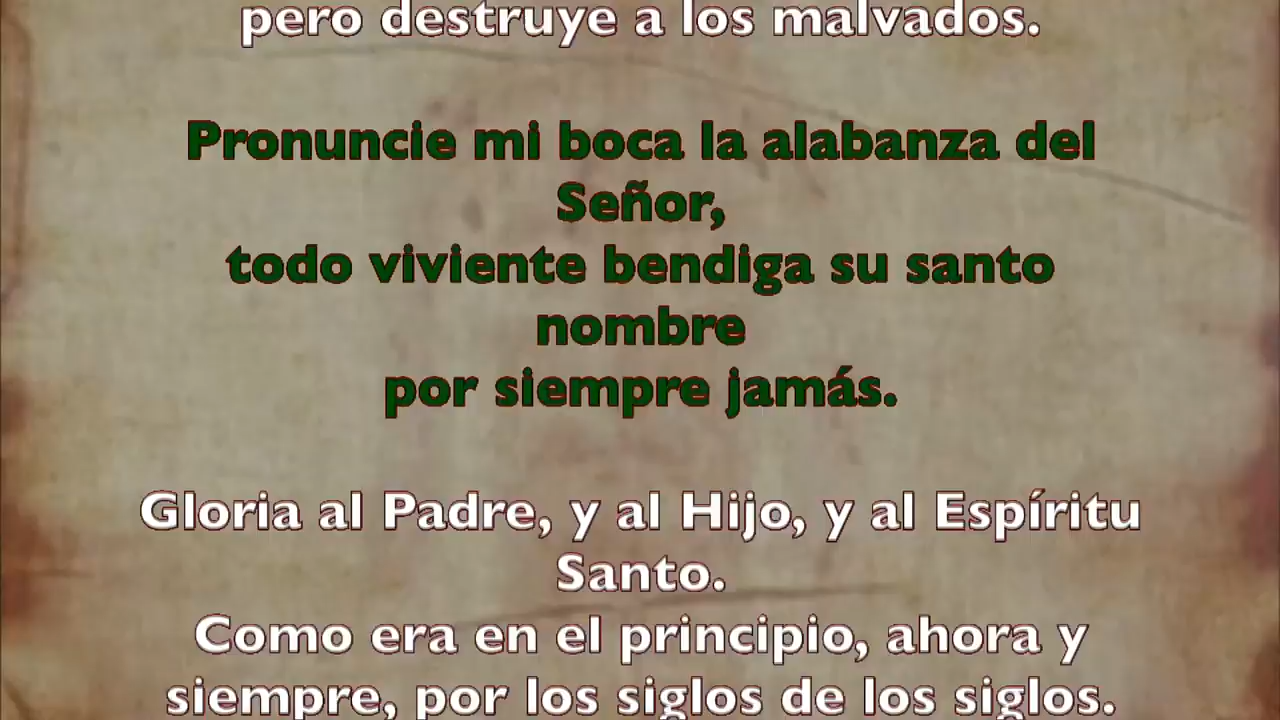 pero destruye a los malvados.
Pronuncie mi boca la alabanza del
Señor,
todo viviente bendiga su santo
nombre
por siempre jamás.
Gloria al Padre, y al Hijo, y al Espíritu
Santo.
Como era en el principio, ahora y
siempre, por los siglos de los siglos.